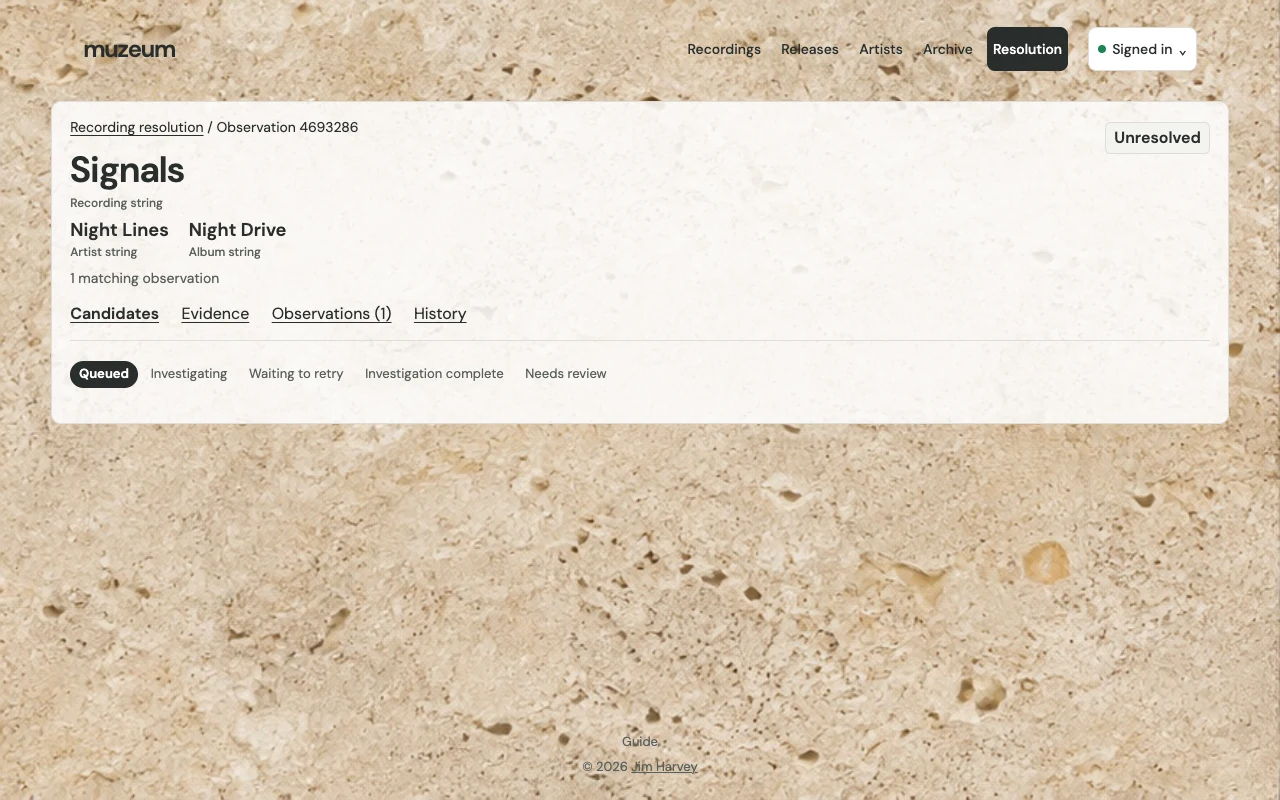 muzeum
Recordings Releases Artists Archive Resolution Signed in
Recording resolution / Observation 4693286
Unresolved
Signals
Recording string
Night Lines Night Drive
Artist string Album string
1 matching observation
Candidates Evidence Observations (1) History
Queued Investigating Waiting to retry Investigation complete Needs review
Guide
© 2026 Jim Harvey